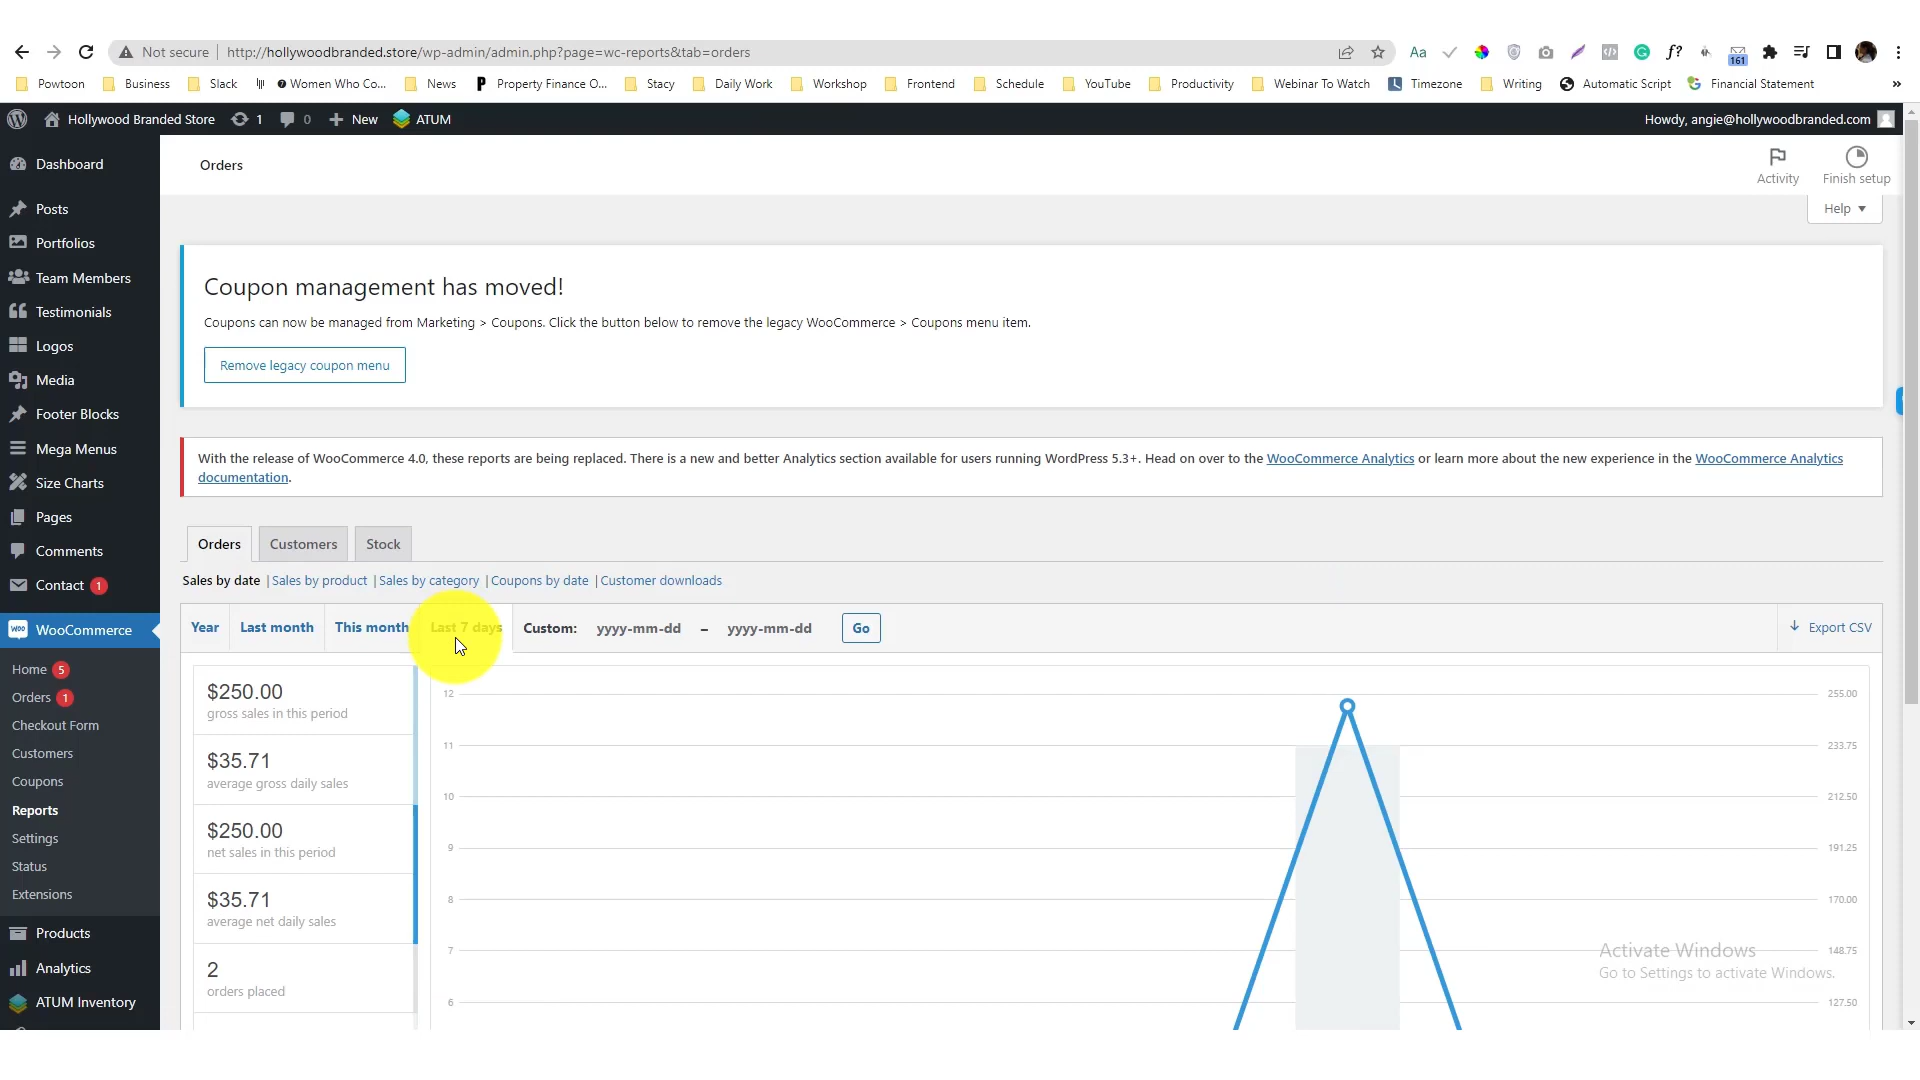 Not secure http://hollywoodbranded.store/wp-admin/admin.php?page=wc-reports&tab=orders
Aa f? 161
Powtoon Business Slack Women Who Co... News Property Finance O... Stacy Daily Work Workshop Frontend Schedule YouTube Productivity Webinar To Watch Timezone Writing Automatic Script Financial Statement »
Hollywood Branded Store 1 0 New ATUM Howdy, angie@hollywoodbranded.com
Dashboard
Posts
Portfolios
Team Members
Testimonials
Logos
Media
Footer Blocks
Mega Menus
Size Charts
Pages
Comments
Contact 1
WooCommerce
Home 5
Orders 1
Checkout Form
Customers
Coupons
Reports
Settings
Status
Extensions
Products
Analytics
ATUM Inventory
Orders
Activity
Finish setup
Help
Coupon management has moved!
Coupons can now be managed from Marketing > Coupons. Click the button below to remove the legacy WooCommerce > Coupons menu item.
Remove legacy coupon menu
With the release of WooCommerce 4.0, these reports are being replaced. There is a new and better Analytics section available for users running WordPress 5.3+. Head on over to the WooCommerce Analytics or learn more about the new experience in the WooCommerce Analytics
documentation.
Orders Customers Stock
Sales by date | Sales by product | Sales by category | Coupons by date | Customer downloads
Year Last month This month Last 7 days Custom: yyyy-mm-dd – yyyy-mm-dd Go Export CSV
$250.00
gross sales in this period
$35.71
average gross daily sales
$250.00
net sales in this period
$35.71
average net daily sales
2
orders placed
12 255.00
11 233.75
10 212.50
9 191.25
8 170.00
7 148.75
6 127.50
Activate Windows
Go to Settings to activate Windows.